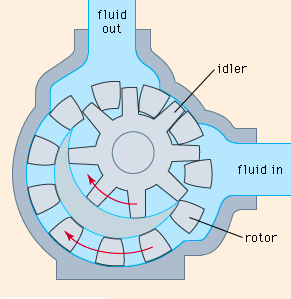 fluid
out
idler
fluid in
rotor